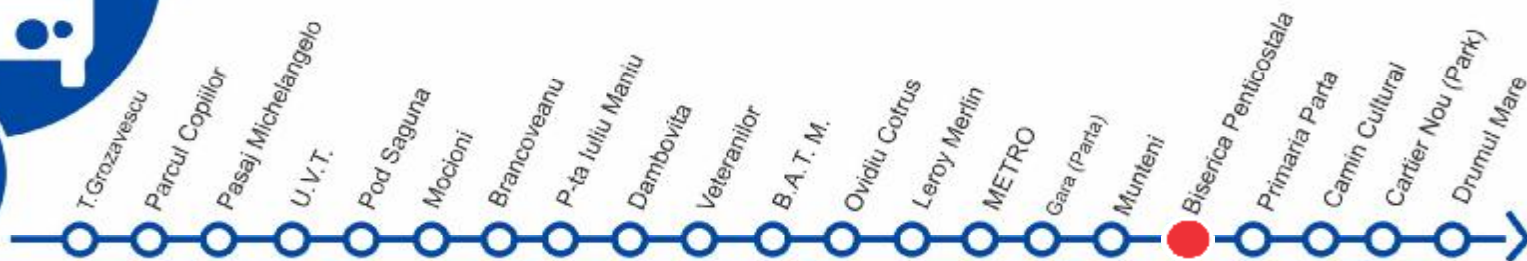 T.Grozavescu
Parcul Copiilor
Pasaj Michelangelo
U.V.T.
Pod Saguna
Mocioni
Brancoveanu
P-ta Iuliu Maniu
Dambovita
Veteranilor
B.A.T.M.
Ovidiu Cotrus
Leroy Merlin
METRO
Gara (Parta)
Munteni
Biserica Penticostala
Primaria Parta
Camin Cultural
Cartier Nou (Park)
Drumul Mare